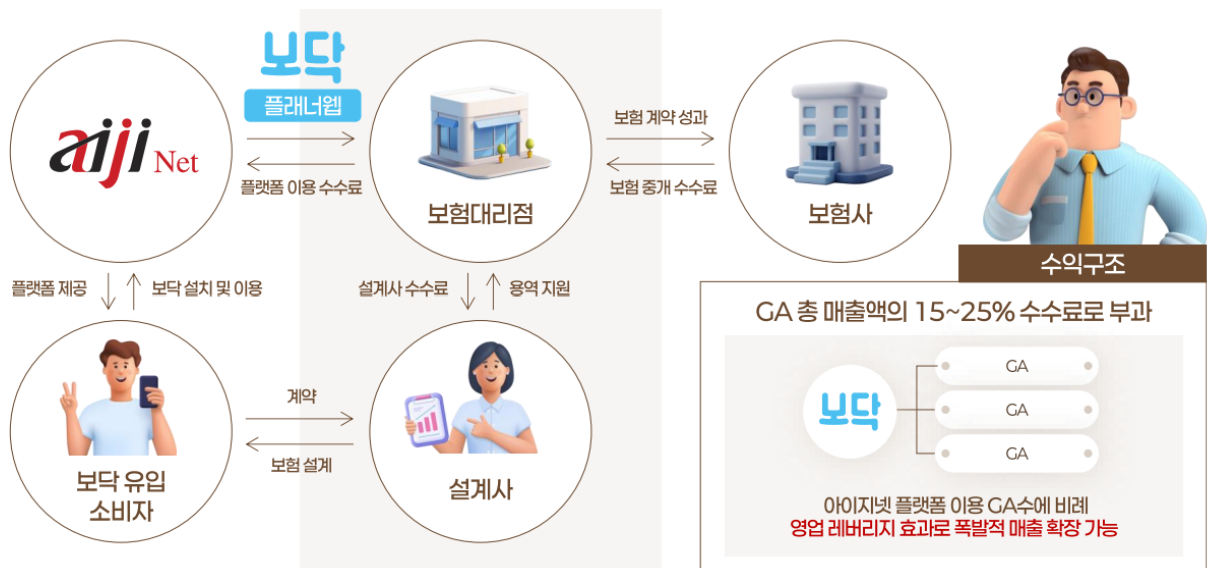 보닥
플래너웹
aiji Net
플랫폼 이용 수수료
보험대리점
보험 계약 성과
보험 중개 수수료
보험사
플랫폼 제공
보닥 설치 및 이용
설계사 수수료
용역 지원
보닥 유입
소비자
계약
보험 설계
설계사
수익구조
GA 총 매출액의 15~25% 수수료로 부과
보닥
GA
GA
GA
아이지넷 플랫폼 이용 GA수에 비례
영업 레버리지 효과로 폭발적 매출 확장 가능